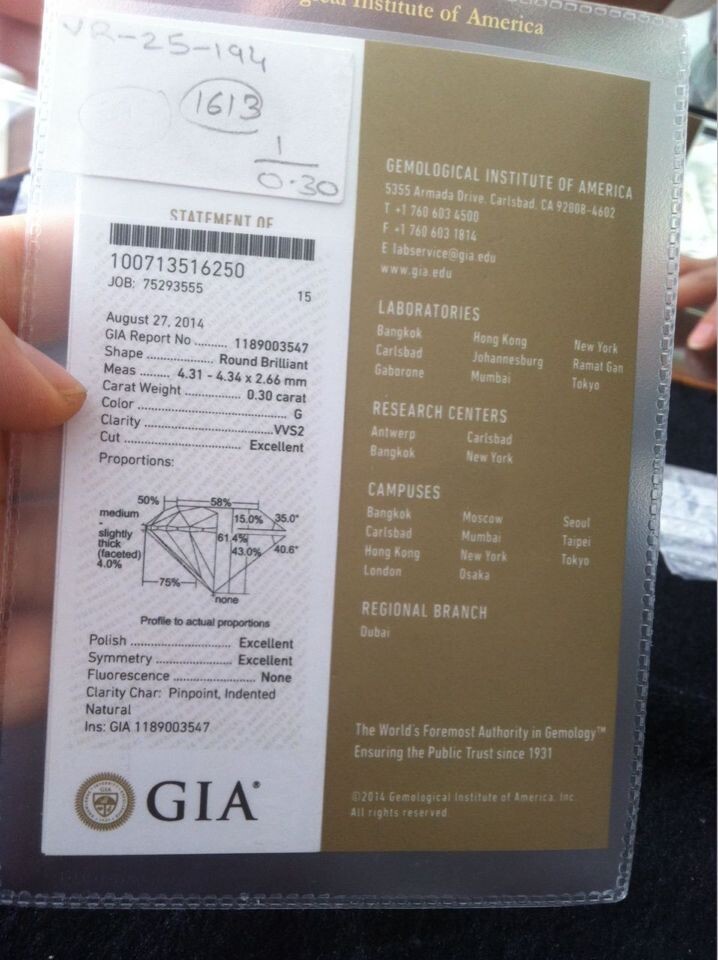 Institute of America
VR-25-194
1613
1
0.30
STATEMENT OF
100713516250
JOB: 75293555
15
August 27, 2014
GIA Report No .......... 1189003547
Shape .................. Round Brilliant
Meas ........ 4.31 - 4.34 x 2.66 mm
Carat Weight ................ 0.30 carat
Color ............................................ G
Clarity ....................................VVS2
Cut ................................ Excellent
Proportions:
50%
58%
medium
-
slightly
thick
(faceted)
4.0%
15.0%
35.0°
61.4%
43.0%
40.6°
75%
none
Profile to actual proportions
Polish ............................ Excellent
Symmetry ..................... Excellent
Fluorescence ...................... None
Clarity Char: Pinpoint, Indented
Natural
Ins: GIA 1189003547
GIA®
GEMOLOGICAL INSTITUTE OF AMERICA
5355 Armada Drive, Carlsbad, CA 92008-4602
T +1 760 603 4500
F +1 760 603 1814
E labservice@gia.edu
www.gia.edu
LABORATORIES
Bangkok Hong Kong New York
Carlsbad Johannesburg Ramat Gan
Gaborone Mumbai Tokyo
RESEARCH CENTERS
Antwerp Carlsbad
Bangkok New York
CAMPUSES
Bangkok Moscow Seoul
Carlsbad Mumbai Taipei
Hong Kong New York Tokyo
London Osaka
REGIONAL BRANCH
Dubai
The World's Foremost Authority in Gemology™
Ensuring the Public Trust since 1931
©2014 Gemological Institute of America, Inc.
All rights reserved.